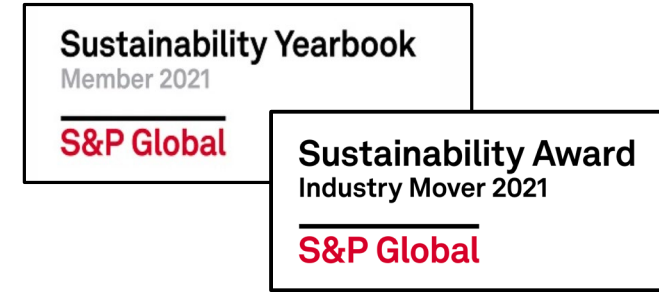 Sustainability Yearbook
Member 2021
S&P Global
Sustainability Award
Industry Mover 2021
S&P Global